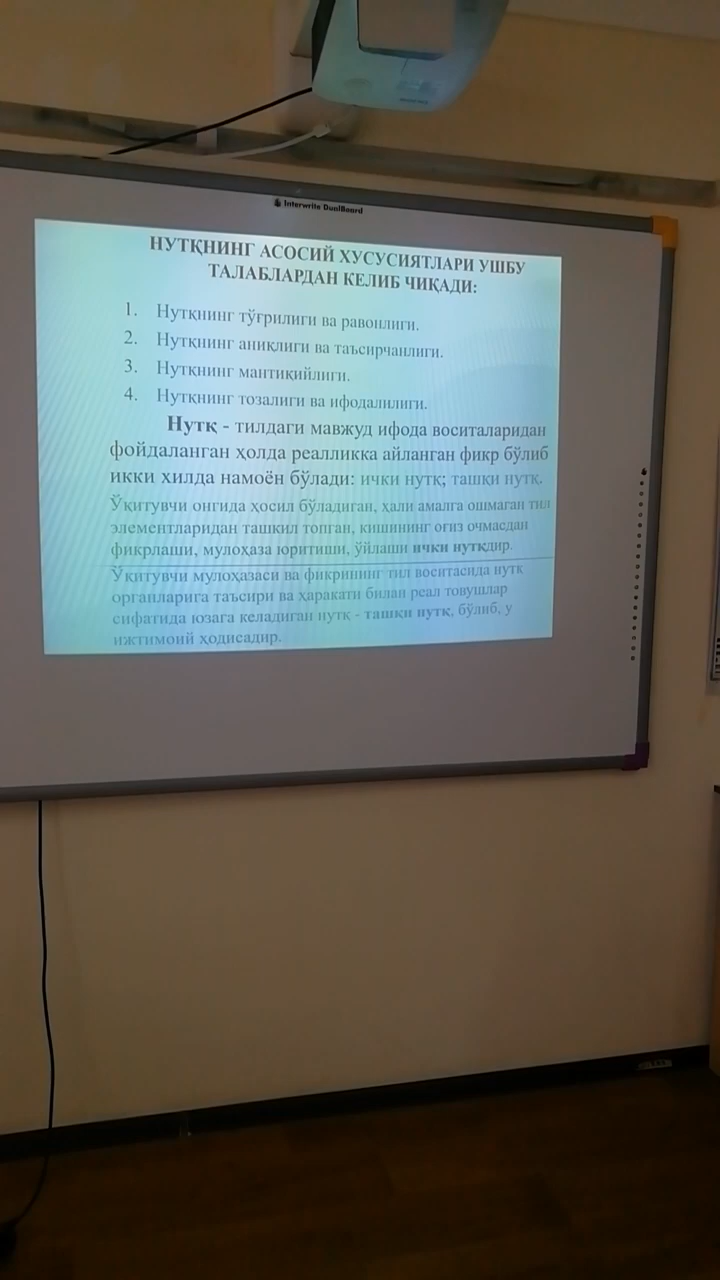 Interwrite DualBoard
НУТҚНИНГ АСОСИЙ ХУСУСИЯТЛАРИ УШБУ
ТАЛАБЛАРДАН КЕЛИБ ЧИҚАДИ:
1. Нутқнинг тўғрилиги ва равонлиги.
2. Нутқнинг аниқлиги ва таъсирчанлиги.
3. Нутқнинг мантиқийлиги.
4. Нутқнинг тозалиги ва ифодалилиги.
Нутқ - тилдаги мавжуд ифода воситаларидан
фойдаланган ҳолда реалликка айланган фикр бўлиб
икки хилда намоён бўлади: ички нутқ; ташқи нутқ.
Ўқитувчи онгида ҳосил бўладиган, ҳали амалга ошмаган тил
элементларидан ташкил топган, кишининг оғиз очмасдан
фикрлаши, мулоҳаза юритиши, ўйлаши ички нутқдир.
Ўқитувчи мулоҳазаси ва фикрининг тил воситасида нутқ
органларига таъсири ва ҳаракати билан реал товушлар
сифатида юзага келадиган нутқ - ташқи нутқ, бўлиб, у
ижтимоий ҳодисадир.